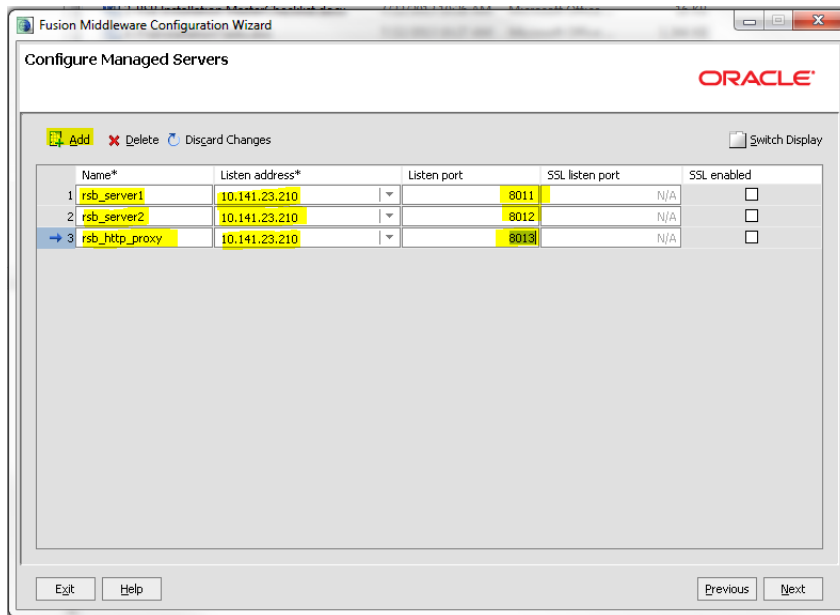 Fusion Middleware Configuration Wizard
Configure Managed Servers
ORACLE
Add Delete Discard Changes Switch Display
Name* Listen address* Listen port SSL listen port SSL enabled
1 rsb_server1 10.141.23.210 8011 N/A
2 rsb_server2 10.141.23.210 8012 N/A
3 rsb_http_proxy 10.141.23.210 8013 N/A
Exit Help Previous Next